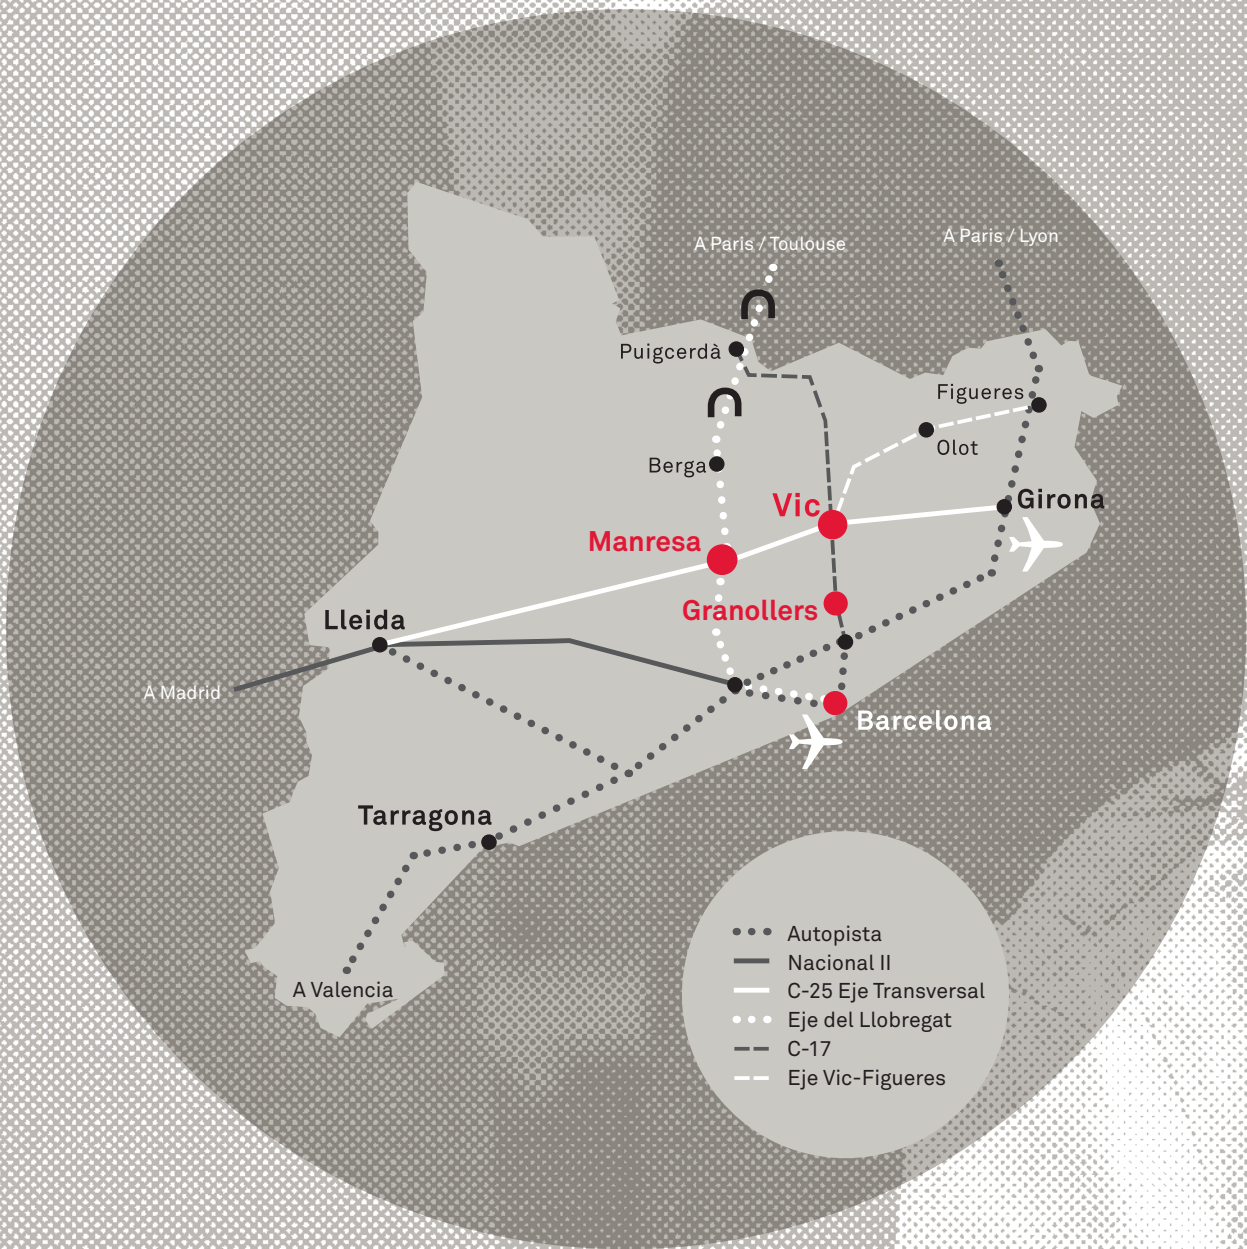 A Paris / Toulouse
A Paris / Lyon
Puigcerdà
Figueres
Olot
Berga
Vic
Girona
Manresa
Granollers
Lleida
A Madrid
Barcelona
Tarragona
A Valencia
Autopista
Nacional II
C-25 Eje Transversal
Eje del Llobregat
C-17
Eje Vic-Figueres